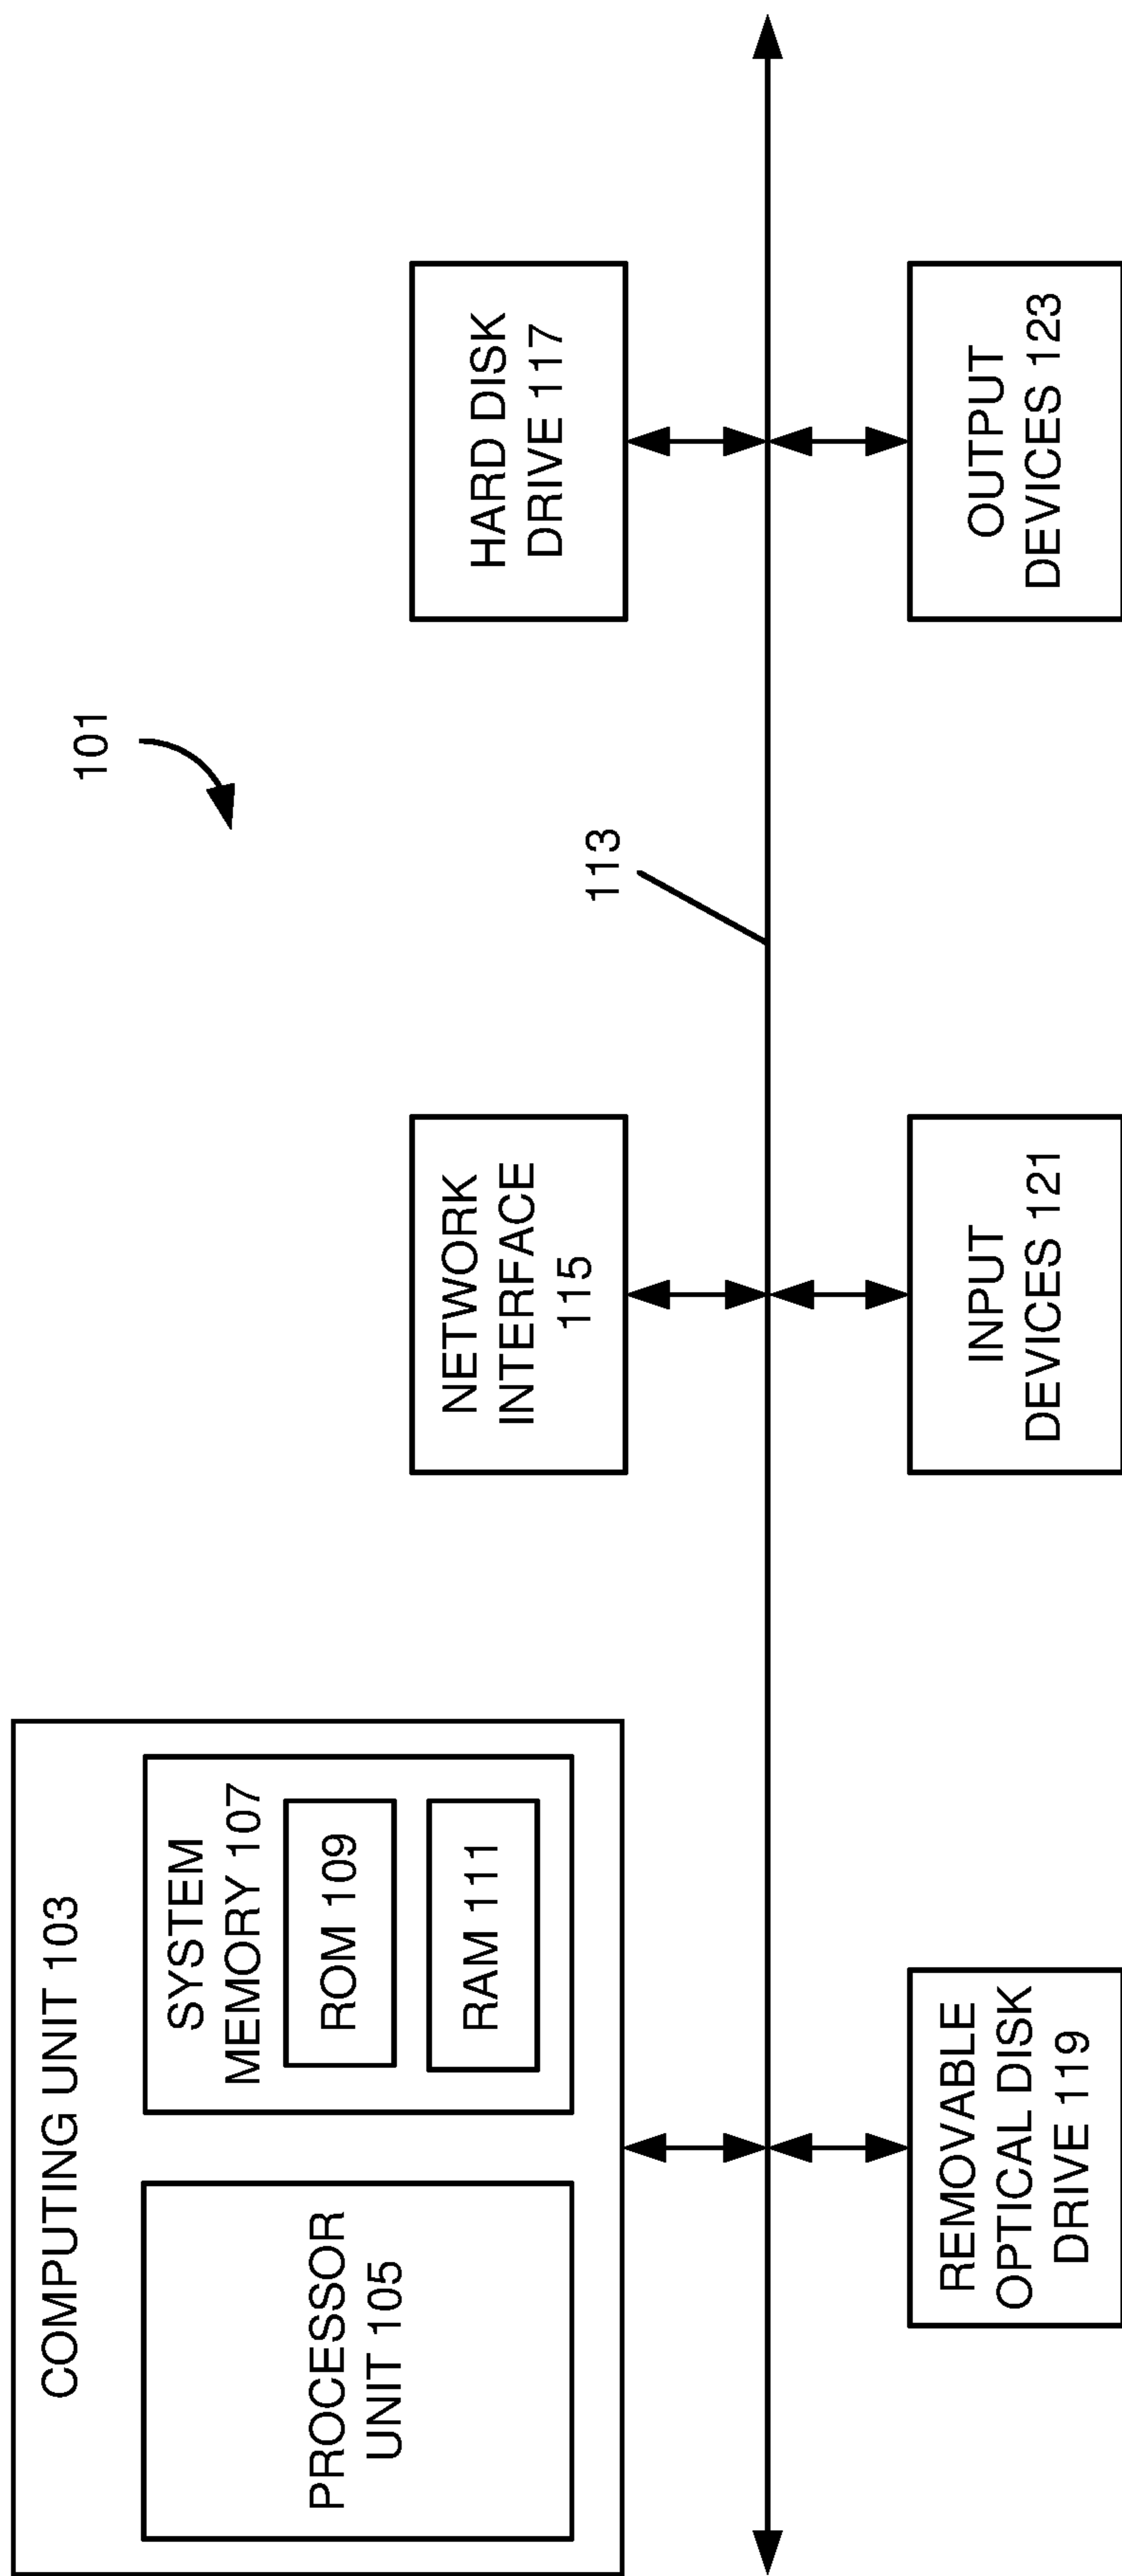 101
COMPUTING UNIT 103
PROCESSOR
UNIT 105
SYSTEM
MEMORY 107
ROM 109
RAM 111
NETWORK
INTERFACE
115
HARD DISK
DRIVE 117
113
REMOVABLE
OPTICAL DISK
DRIVE 119
INPUT
DEVICES 121
OUTPUT
DEVICES 123